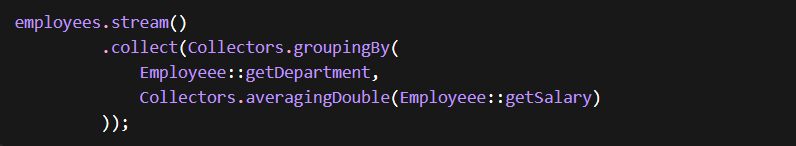 employees.stream()
.collect(Collectors.groupingBy(
Employeee::getDepartment,
Collectors.averagingDouble(Employeee::getSalary)
));